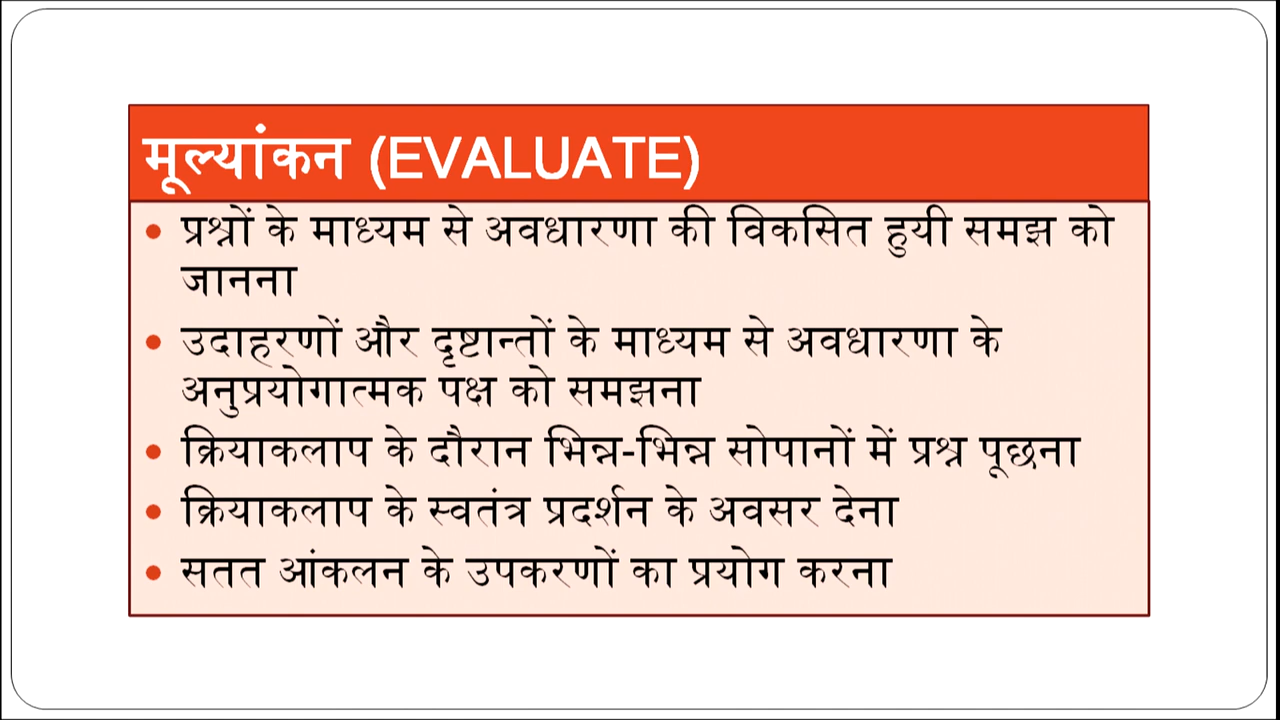 मूल्यांकन (EVALUATE)
• प्रश्नों के माध्यम से अवधारणा की विकसित हुयी समझ को
जानना
• उदाहरणों और दृष्टान्तों के माध्यम से अवधारणा के
अनुप्रयोगात्मक पक्ष को समझना
• क्रियाकलाप के दौरान भिन्न-भिन्न सोपानों में प्रश्न पूछना
• क्रियाकलाप के स्वतंत्र प्रदर्शन के अवसर देना
• सतत आंकलन के उपकरणों का प्रयोग करना